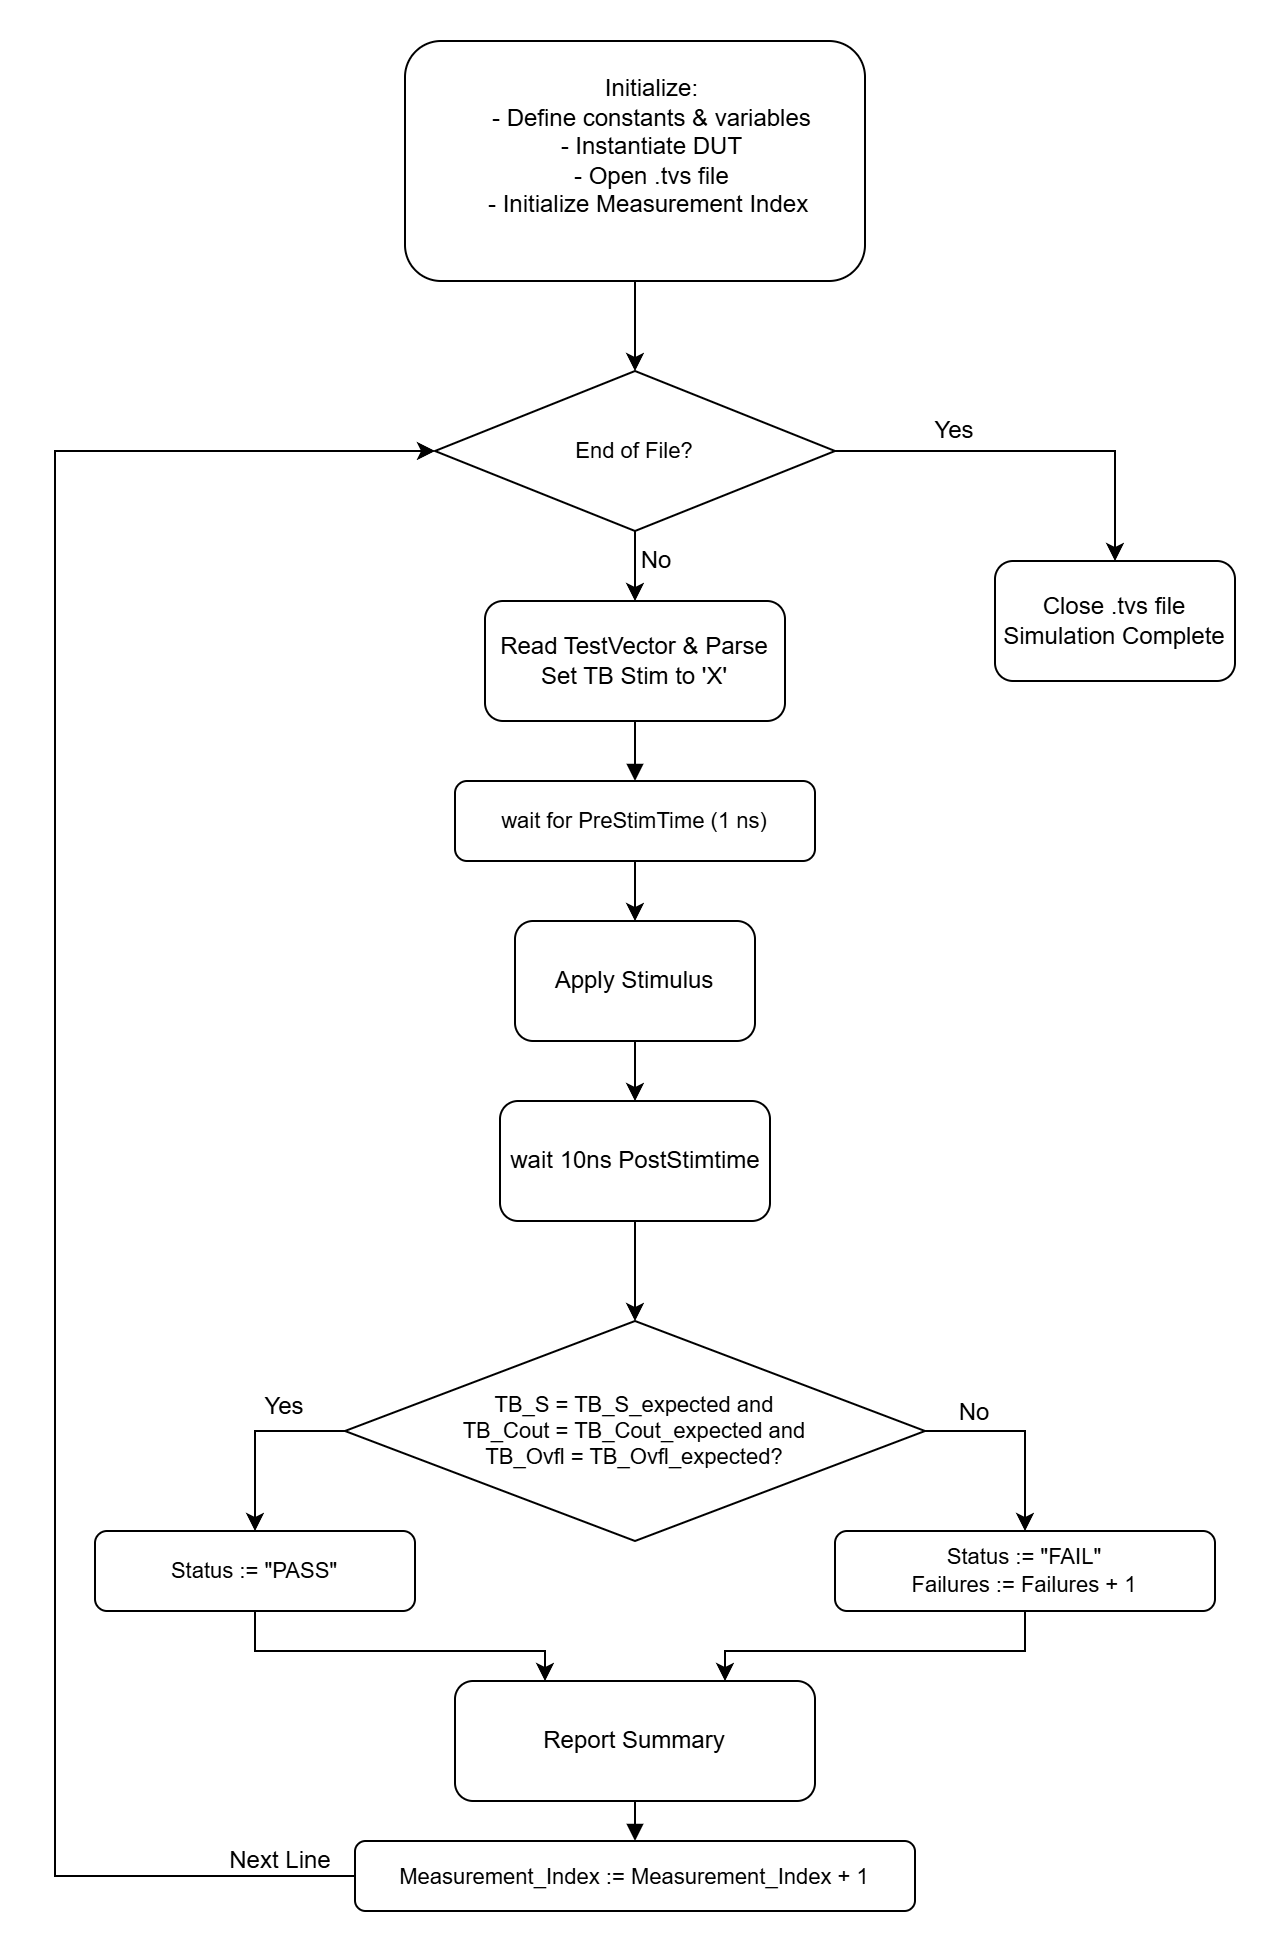 Initialize:
- Define constants & variables
- Instantiate DUT
- Open .tvs file
- Initialize Measurement Index
End of File?
Yes
No
Close .tvs file
Simulation Complete
Read TestVector & Parse
Set TB Stim to 'X'
wait for PreStimTime (1 ns)
Apply Stimulus
wait 10ns PostStimtime
TB_S = TB_S_expected and
TB_Cout = TB_Cout_expected and
TB_Ovfl = TB_Ovfl_expected?
Yes
No
Status := "PASS"
Status := "FAIL"
Failures := Failures + 1
Report Summary
Next Line
Measurement_Index := Measurement_Index + 1